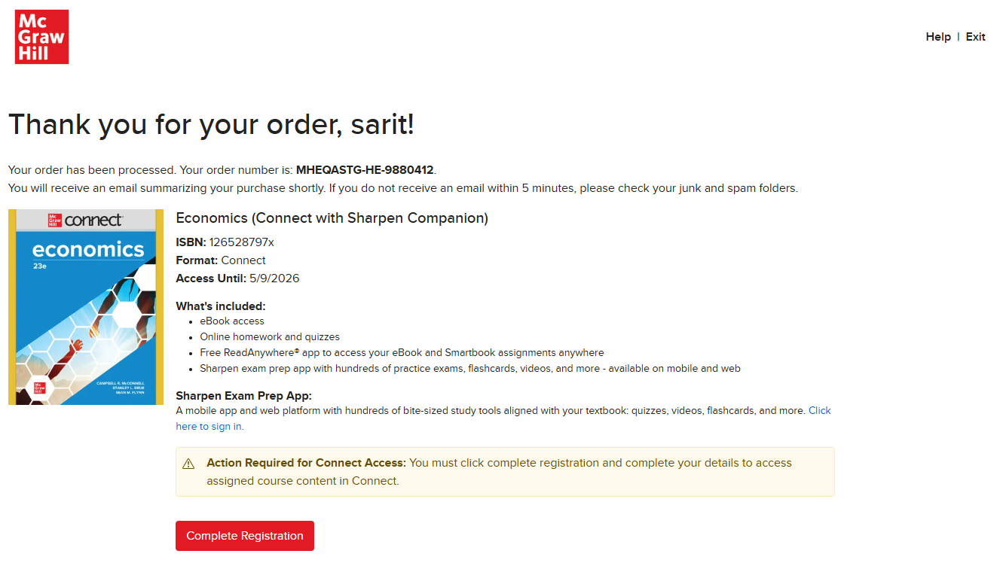 Mc
Graw
Hill
Help | Exit
Thank you for your order, sarit!
Your order has been processed. Your order number is: MHEQASTG-HE-9880412.
You will receive an email summarizing your purchase shortly. If you do not receive an email within 5 minutes, please check your junk and spam folders.
Mc
Graw
Hill
connect
economics
23e
Mc
Graw
Hill
CAMPBELL R. McCONNELL
STANLEY L. BRUE
SEAN M. FLYNN
Economics (Connect with Sharpen Companion)
ISBN: 126528797x
Format: Connect
Access Until: 5/9/2026
What's included:
• eBook access
• Online homework and quizzes
• Free ReadAnywhere® app to access your eBook and Smartbook assignments anywhere
• Sharpen exam prep app with hundreds of practice exams, flashcards, videos, and more - available on mobile and web
Sharpen Exam Prep App:
A mobile app and web platform with hundreds of bite-sized study tools aligned with your textbook: quizzes, videos, flashcards, and more. Click
here to sign in.
Action Required for Connect Access: You must click complete registration and complete your details to access
assigned course content in Connect.
Complete Registration